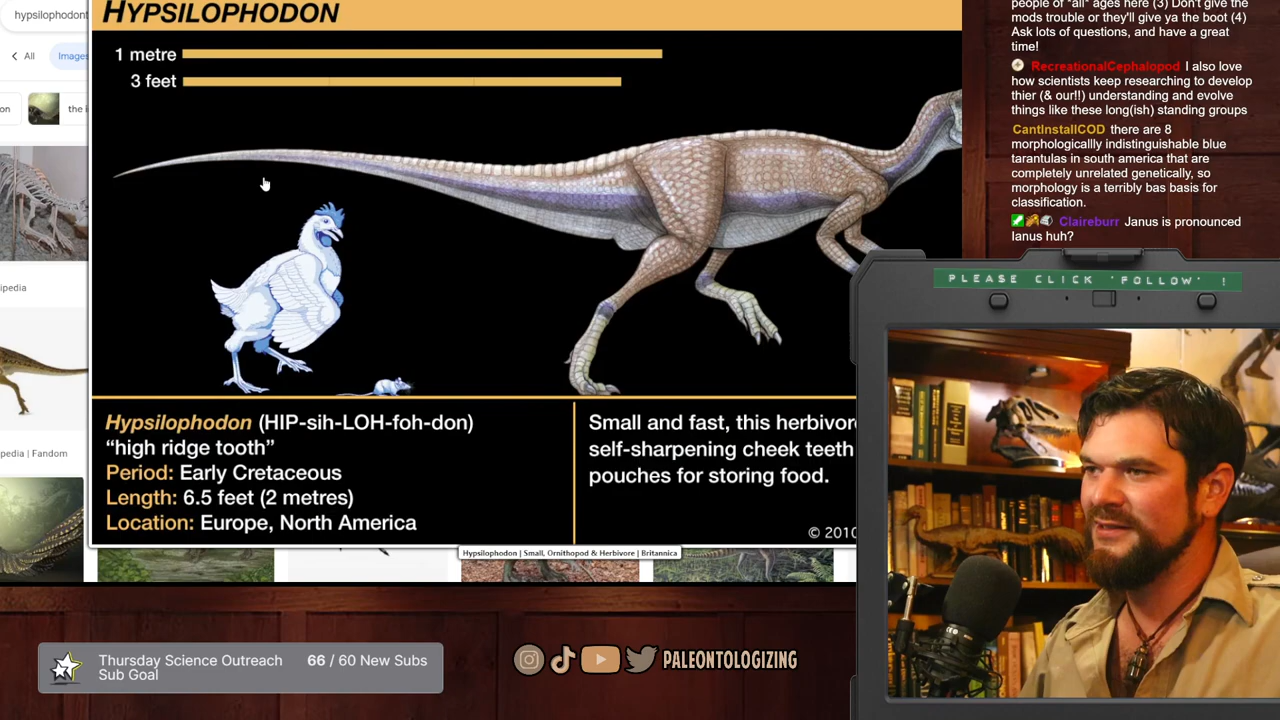 hypsilophodont
All
Images
on
the i
ipedia
pedia | Fandom
HYPSILOPHODON
1 metre
3 feet
Hypsilophodon (HIP-sih-LOH-foh-don)
“high ridge tooth”
Period: Early Cretaceous
Length: 6.5 feet (2 metres)
Location: Europe, North America
Small and fast, this herbivor
self-sharpening cheek teeth
pouches for storing food.
© 2010
Hypsilophodon | Small, Ornithopod & Herbivore | Britannica
people of *all* ages here (3) Don't give the
mods trouble or they'll give ya the boot (4)
Ask lots of questions, and have a great
time!
RecreationalCephalopod I also love
how scientists keep researching to develop
thier (& our!!) understanding and evolve
things like these long(ish) standing groups
CantInstallCOD there are 8
morphologicallly indistinguishable blue
tarantulas in south america that are
completely unrelated genetically, so
morphology is a terribly bas basis for
classification.
Claireburr Janus is pronounced
Ianus huh?
PLEASE CLICK 'FOLLOW' !
Thursday Science Outreach
Sub Goal
66 / 60 New Subs
PALEONTOLOGIZING